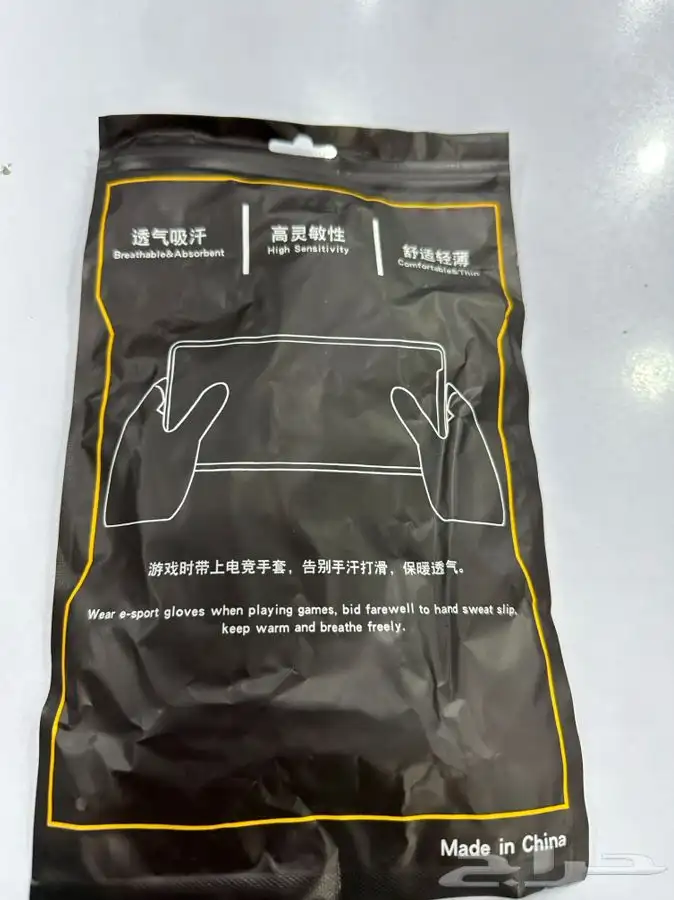 透气吸汗
Breathable&Absorbent
高灵敏性
High Sensitivity
舒适轻薄
Comfortable&Thin
游戏时带上电竞手套，告别手汗打滑，保暖透气。
Wear e-sport gloves when playing games, bid farewell to hand sweat slip,
keep warm and breathe freely.
Made in China
حراج